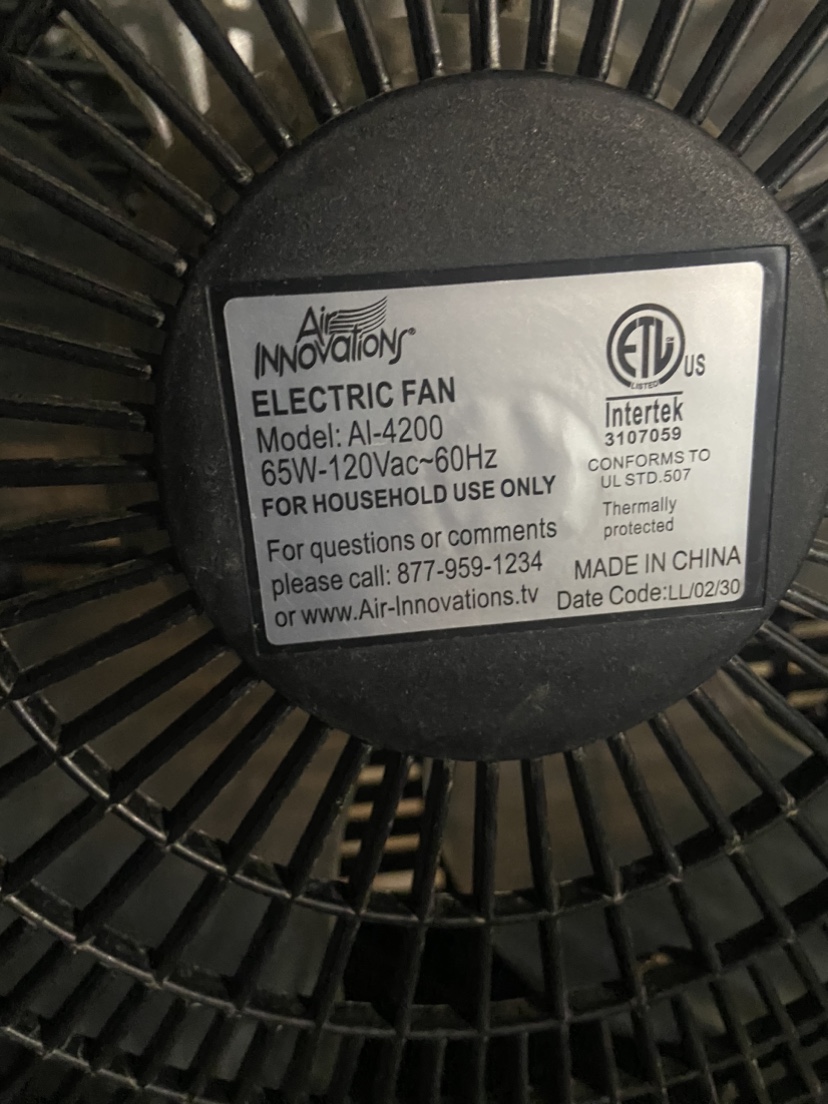 Air
INNOVationS®
ELECTRIC FAN
Model: AI-4200
65W-120Vac~60Hz
FOR HOUSEHOLD USE ONLY
For questions or comments
please call: 877-959-1234
or www.Air-Innovations.tv
ETL
LISTED
US
Intertek
3107059
CONFORMS TO
UL STD.507
Thermally
protected
MADE IN CHINA
Date Code:LL/02/30